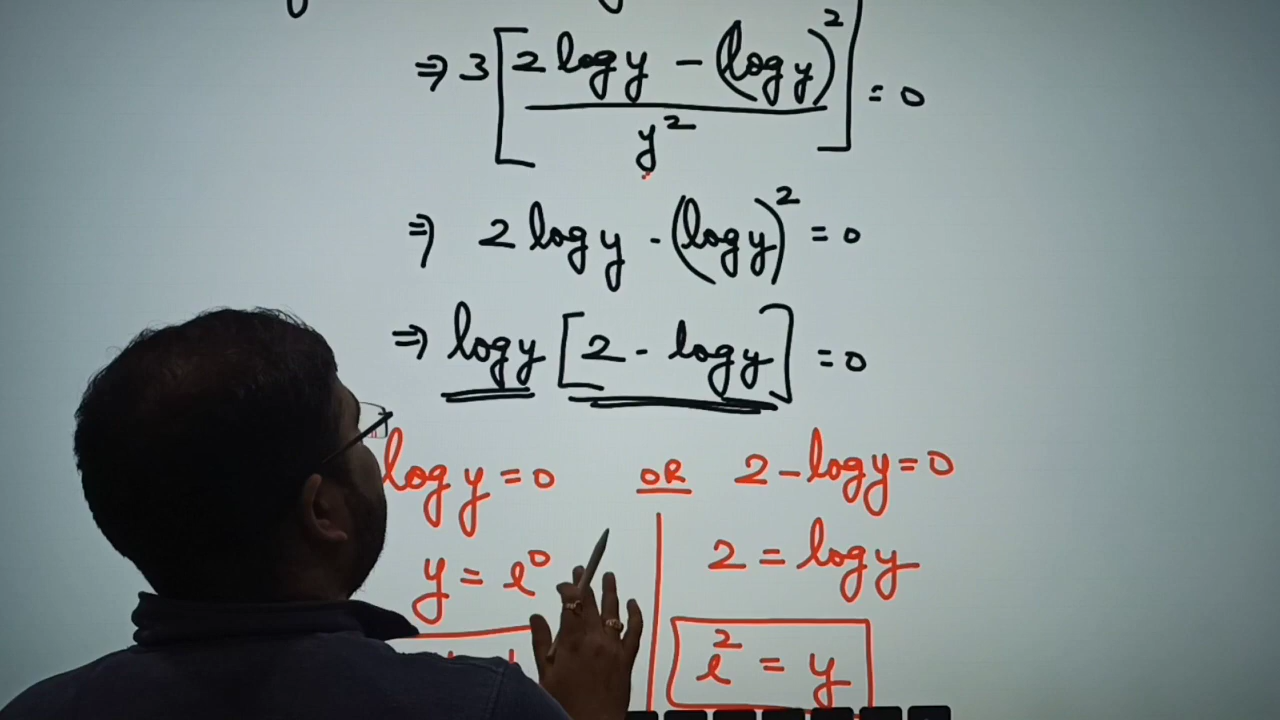 ⇒ 3 [ (2 log y − (log y)²) / y² ] = 0
⇒ 2 log y - (log y)² = 0
⇒ log y [2 - log y] = 0
log y = 0 OR 2 - log y = 0
y = e⁰
2 = log y
e² = y